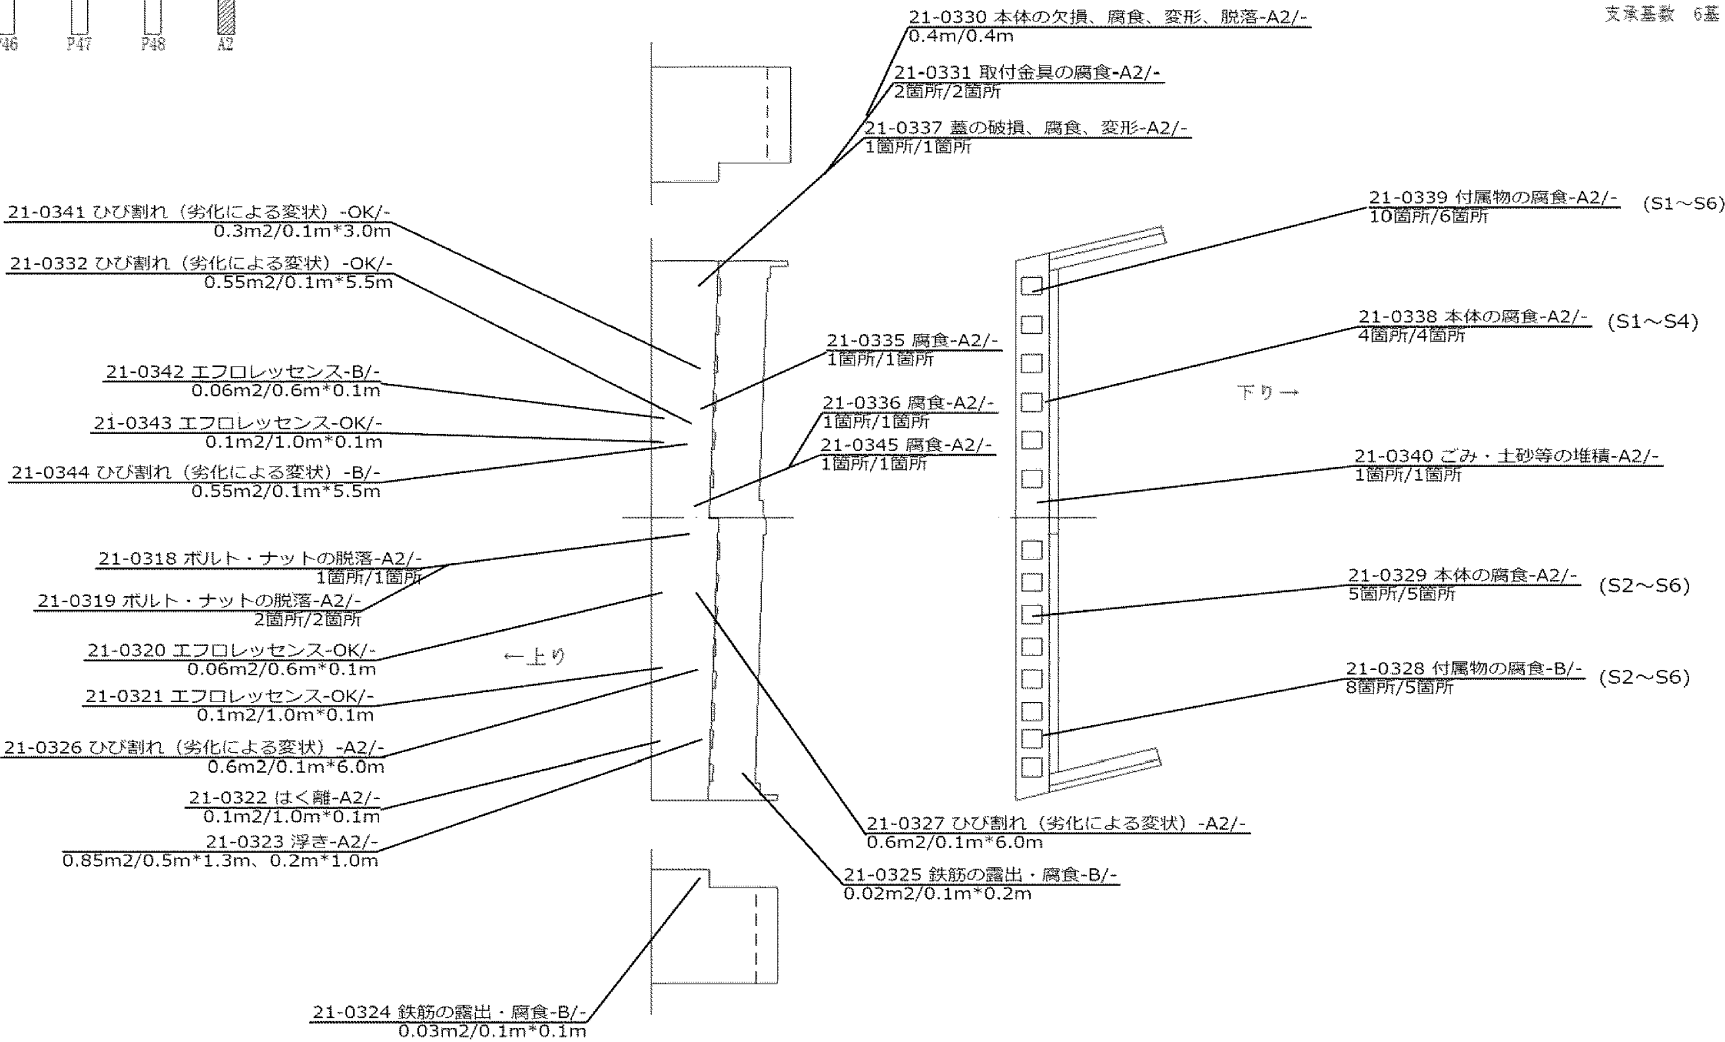 P46
P47
P48
A2
支承基数 6基
21-0330 本体の欠損、腐食、変形、脱落-A2/-
0.4m/0.4m
21-0331 取付金具の腐食-A2/-
2箇所/2箇所
21-0337 蓋の破損、腐食、変形-A2/-
1箇所/1箇所
21-0341 ひび割れ（劣化による変状）-OK/-
0.3m2/0.1m*3.0m
21-0332 ひび割れ（劣化による変状）-OK/-
0.55m2/0.1m*5.5m
21-0342 エフロレッセンス-B/-
0.06m2/0.6m*0.1m
21-0343 エフロレッセンス-OK/-
0.1m2/1.0m*0.1m
21-0344 ひび割れ（劣化による変状）-B/-
0.55m2/0.1m*5.5m
21-0335 腐食-A2/-
1箇所/1箇所
21-0336 腐食-A2/-
1箇所/1箇所
21-0345 腐食-A2/-
1箇所/1箇所
21-0339 付属物の腐食-A2/- (S1～S6)
10箇所/6箇所
21-0338 本体の腐食-A2/- (S1～S4)
4箇所/4箇所
下り→
21-0340 ごみ・土砂等の堆積-A2/-
1箇所/1箇所
21-0329 本体の腐食-A2/- (S2～S6)
5箇所/5箇所
21-0328 付属物の腐食-B/- (S2～S6)
8箇所/5箇所
21-0318 ボルト・ナットの脱落-A2/-
1箇所/1箇所
21-0319 ボルト・ナットの脱落-A2/-
2箇所/2箇所
21-0320 エフロレッセンス-OK/-
0.06m2/0.6m*0.1m
←上り
21-0321 エフロレッセンス-OK/-
0.1m2/1.0m*0.1m
21-0326 ひび割れ（劣化による変状）-A2/-
0.6m2/0.1m*6.0m
21-0322 はく離-A2/-
0.1m2/1.0m*0.1m
21-0323 浮き-A2/-
0.85m2/0.5m*1.3m、0.2m*1.0m
21-0327 ひび割れ（劣化による変状）-A2/-
0.6m2/0.1m*6.0m
21-0325 鉄筋の露出・腐食-B/-
0.02m2/0.1m*0.2m
21-0324 鉄筋の露出・腐食-B/-
0.03m2/0.1m*0.1m